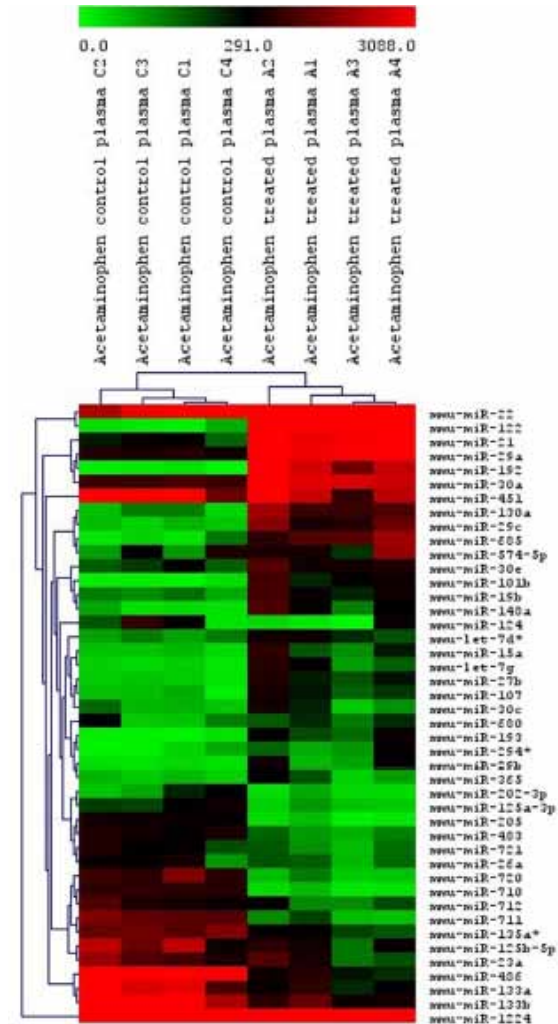 0.0 291.0 3088.0
Acetaminophen control plasma C2
Acetaminophen control plasma C3
Acetaminophen control plasma C1
Acetaminophen control plasma C4
Acetaminophen treated plasma A2
Acetaminophen treated plasma A1
Acetaminophen treated plasma A3
Acetaminophen treated plasma A4
mmu-miR-22
mmu-miR-122
mmu-miR-21
mmu-miR-29a
mmu-miR-192
mmu-miR-30a
mmu-miR-451
mmu-miR-130a
mmu-miR-29c
mmu-miR-685
mmu-miR-574-5p
mmu-miR-30e
mmu-miR-101b
mmu-miR-19b
mmu-miR-148a
mmu-miR-124
mmu-let-7d*
mmu-miR-15a
mmu-let-7g
mmu-miR-27b
mmu-miR-107
mmu-miR-30c
mmu-miR-680
mmu-miR-193
mmu-miR-294*
mmu-miR-29b
mmu-miR-365
mmu-miR-202-3p
mmu-miR-125a-3p
mmu-miR-205
mmu-miR-483
mmu-miR-721
mmu-miR-26a
mmu-miR-720
mmu-miR-710
mmu-miR-712
mmu-miR-711
mmu-miR-135a*
mmu-miR-125b-5p
mmu-miR-23a
mmu-miR-486
mmu-miR-133a
mmu-miR-133b
mmu-miR-1224